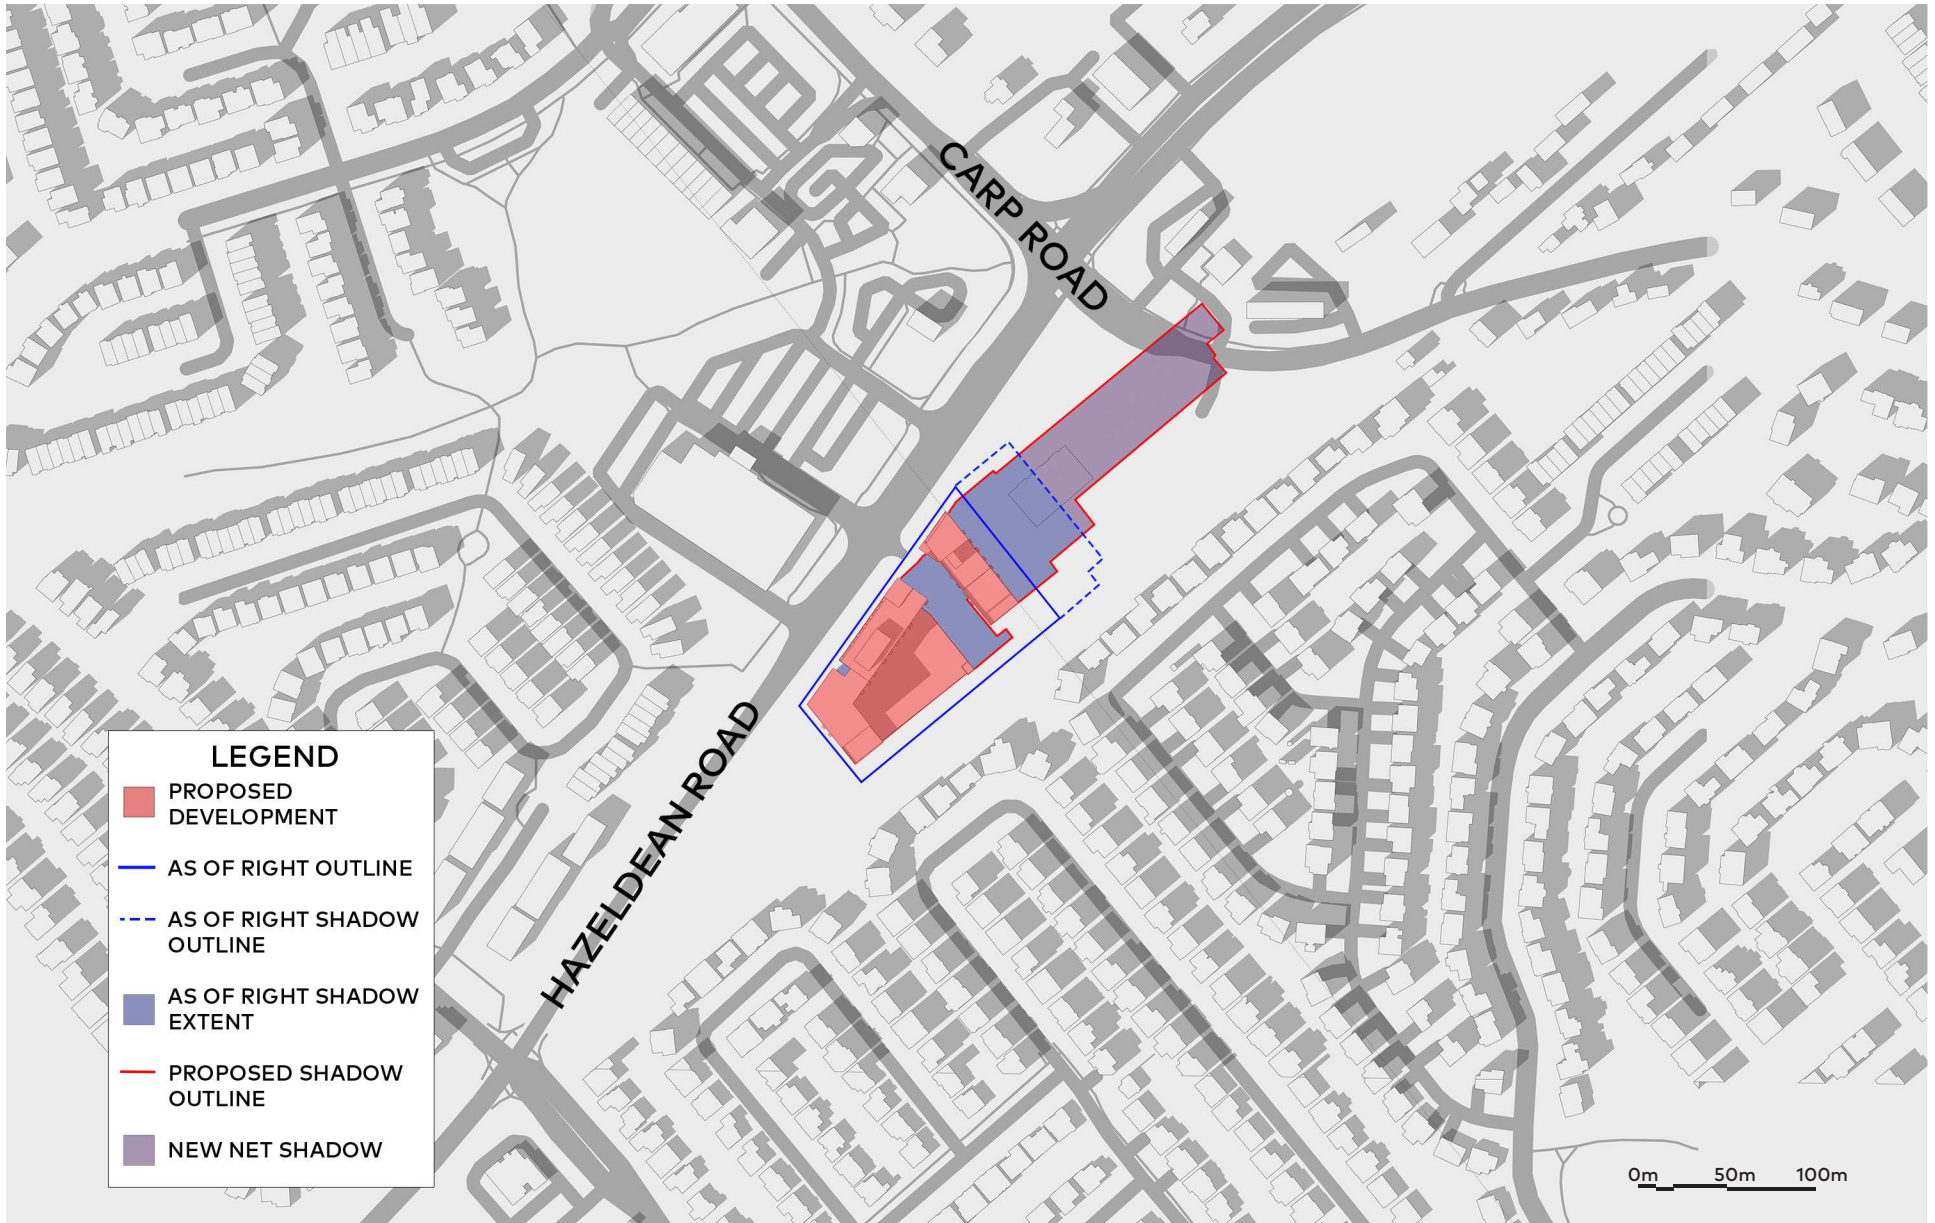 CARP ROAD
HAZELDEAN ROAD
LEGEND
PROPOSED
DEVELOPMENT
AS OF RIGHT OUTLINE
AS OF RIGHT SHADOW
OUTLINE
AS OF RIGHT SHADOW
EXTENT
PROPOSED SHADOW
OUTLINE
NEW NET SHADOW
0m 50m 100m